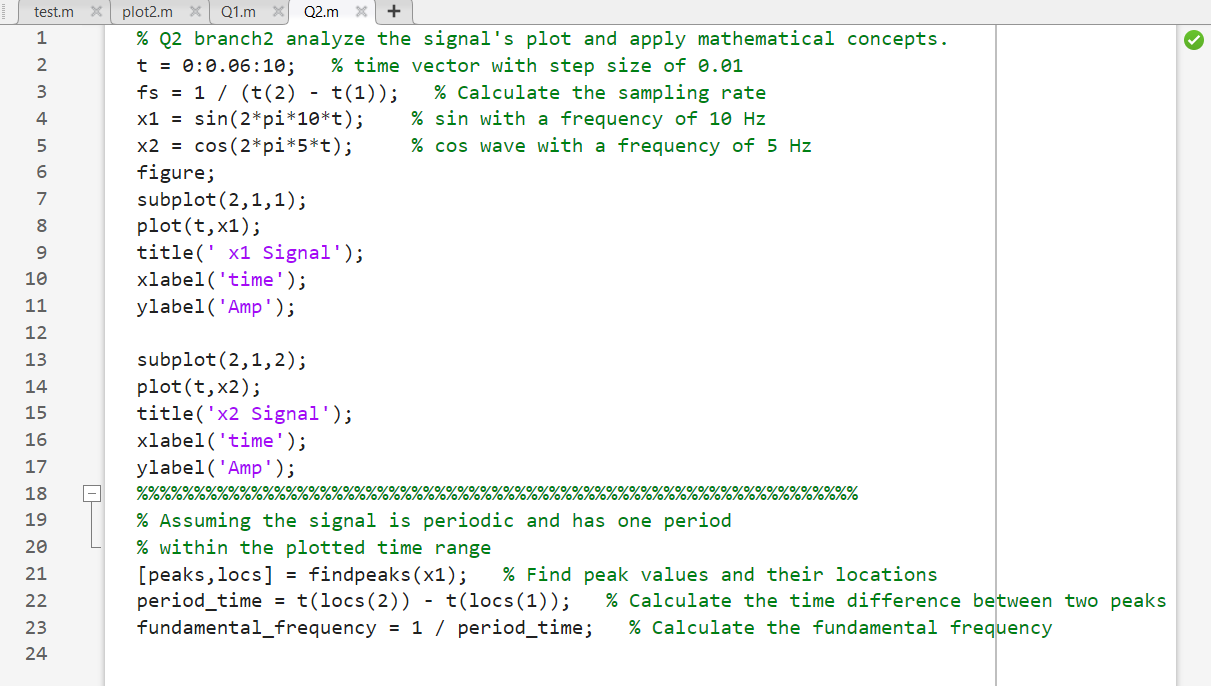 test.m plot2.m Q1.m Q2.m +
1 % Q2 branch2 analyze the signal's plot and apply mathematical concepts.
2 t = 0:0.06:10;   % time vector with step size of 0.01
3 fs = 1 / (t(2) - t(1));   % Calculate the sampling rate
4 x1 = sin(2*pi*10*t);    % sin with a frequency of 10 Hz
5 x2 = cos(2*pi*5*t);     % cos wave with a frequency of 5 Hz
6 figure;
7 subplot(2,1,1);
8 plot(t,x1);
9 title(' x1 Signal');
10 xlabel('time');
11 ylabel('Amp');
12
13 subplot(2,1,2);
14 plot(t,x2);
15 title('x2 Signal');
16 xlabel('time');
17 ylabel('Amp');
18 %%%%%%%%%%%%%%%%%%%%%%%%%%%%%%%%%%%%%%%%%%%%%%%%%%%%%%%%%%%%%%%
19 % Assuming the signal is periodic and has one period
20 % within the plotted time range
21 [peaks,locs] = findpeaks(x1);   % Find peak values and their locations
22 period_time = t(locs(2)) - t(locs(1));   % Calculate the time difference between two peaks
23 fundamental_frequency = 1 / period_time;   % Calculate the fundamental frequency
24